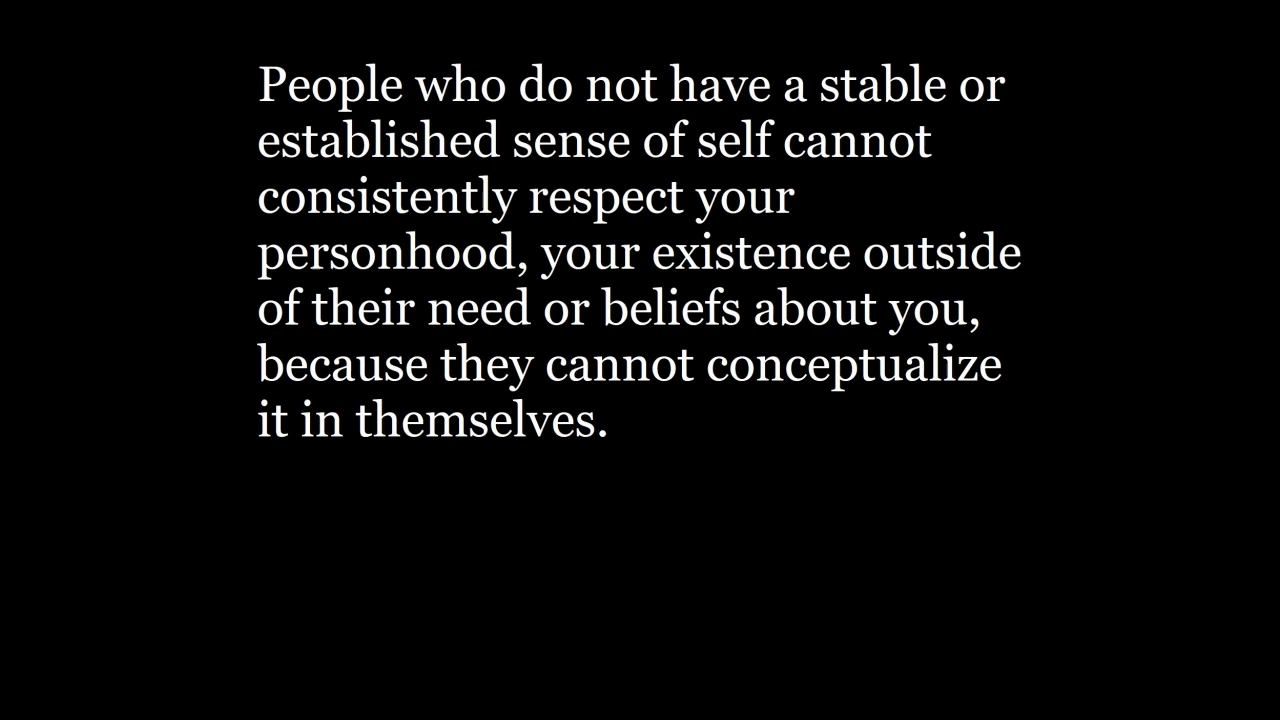 People who do not have a stable or
established sense of self cannot
consistently respect your
personhood, your existence outside
of their need or beliefs about you,
because they cannot conceptualize
it in themselves.